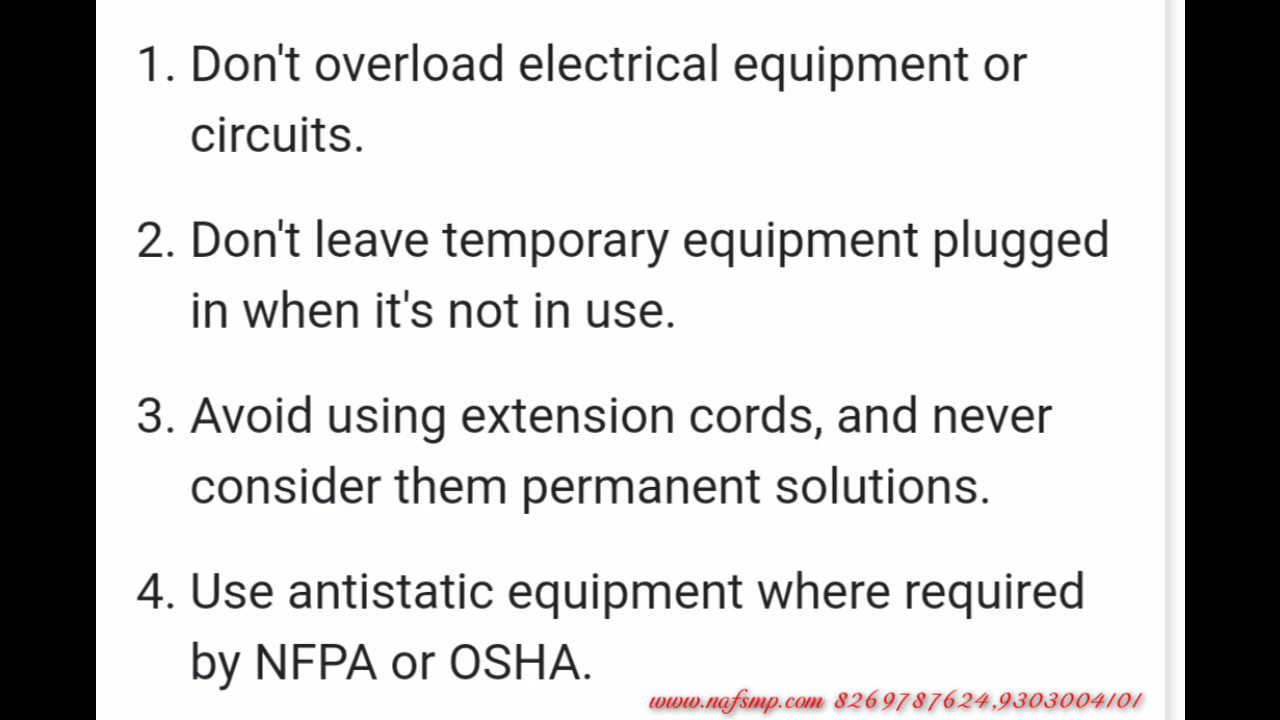 1. Don't overload electrical equipment or
circuits.
2. Don't leave temporary equipment plugged
in when it's not in use.
3. Avoid using extension cords, and never
consider them permanent solutions.
4. Use antistatic equipment where required
by NFPA or OSHA.
www.nafsmp.com 8269787624,9303004101